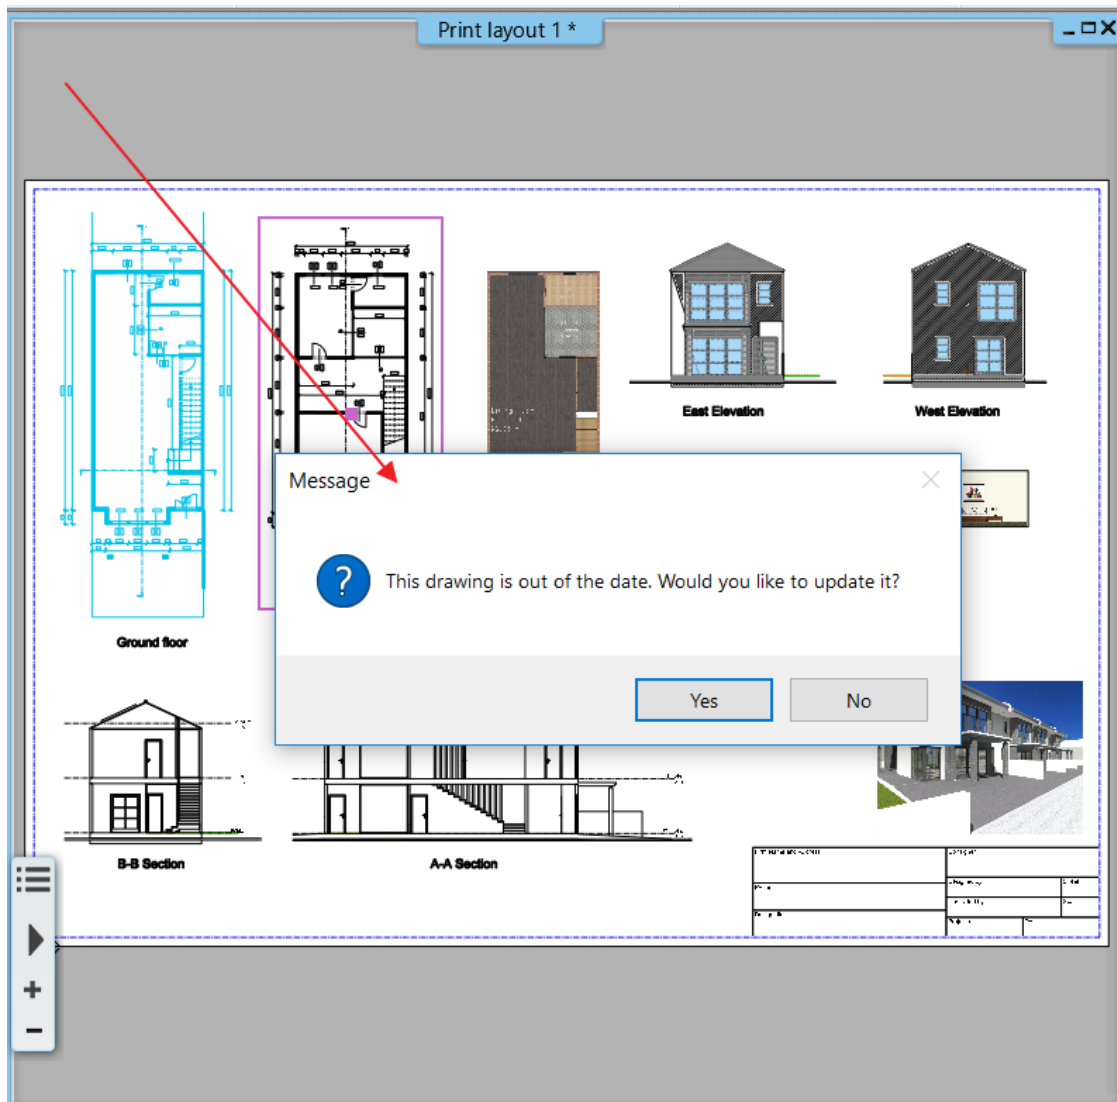 Print layout 1 *
East Elevation
West Elevation
Message
This drawing is out of the date. Would you like to update it?
Ground floor
Yes
No
B-B Section
A-A Section